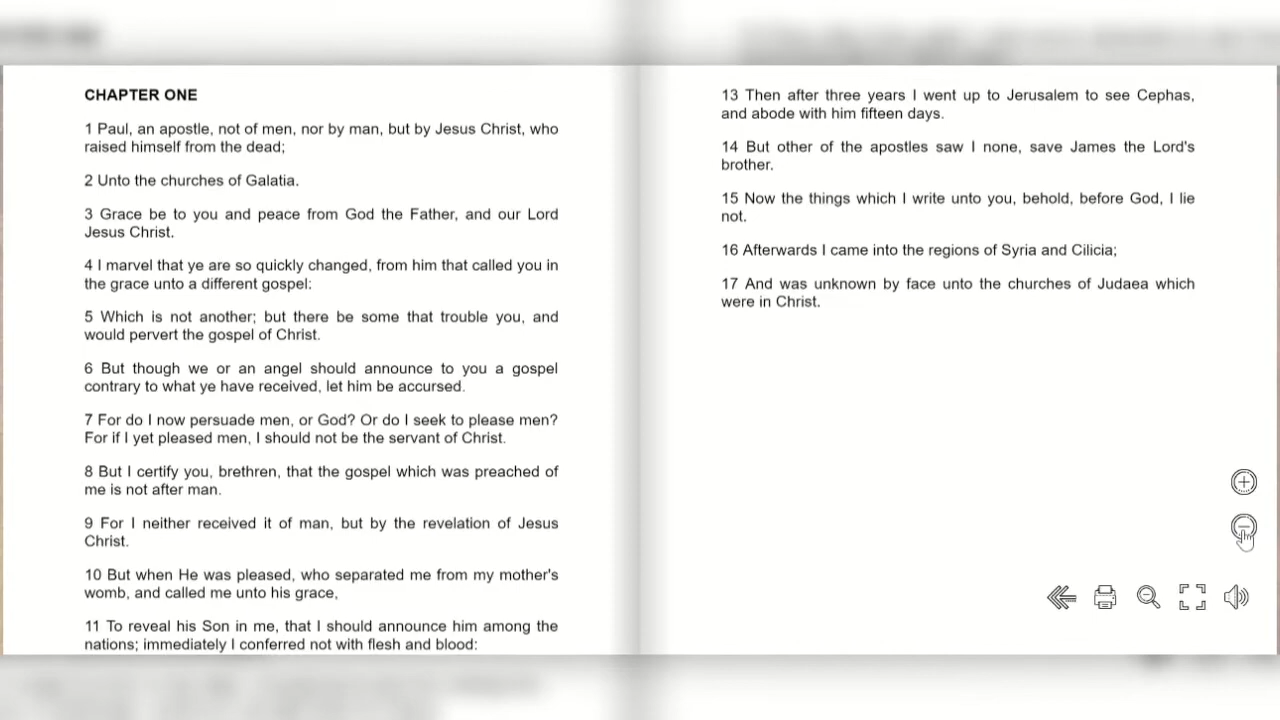 CHAPTER ONE
1 Paul, an apostle, not of men, nor by man, but by Jesus Christ, who
raised himself from the dead;
2 Unto the churches of Galatia.
3 Grace be to you and peace from God the Father, and our Lord
Jesus Christ.
4 I marvel that ye are so quickly changed, from him that called you in
the grace unto a different gospel:
5 Which is not another; but there be some that trouble you, and
would pervert the gospel of Christ.
6 But though we or an angel should announce to you a gospel
contrary to what ye have received, let him be accursed.
7 For do I now persuade men, or God? Or do I seek to please men?
For if I yet pleased men, I should not be the servant of Christ.
8 But I certify you, brethren, that the gospel which was preached of
me is not after man.
9 For I neither received it of man, but by the revelation of Jesus
Christ.
10 But when He was pleased, who separated me from my mother's
womb, and called me unto his grace,
11 To reveal his Son in me, that I should announce him among the
nations; immediately I conferred not with flesh and blood:
13 Then after three years I went up to Jerusalem to see Cephas,
and abode with him fifteen days.
14 But other of the apostles saw I none, save James the Lord's
brother.
15 Now the things which I write unto you, behold, before God, I lie
not.
16 Afterwards I came into the regions of Syria and Cilicia;
17 And was unknown by face unto the churches of Judaea which
were in Christ.